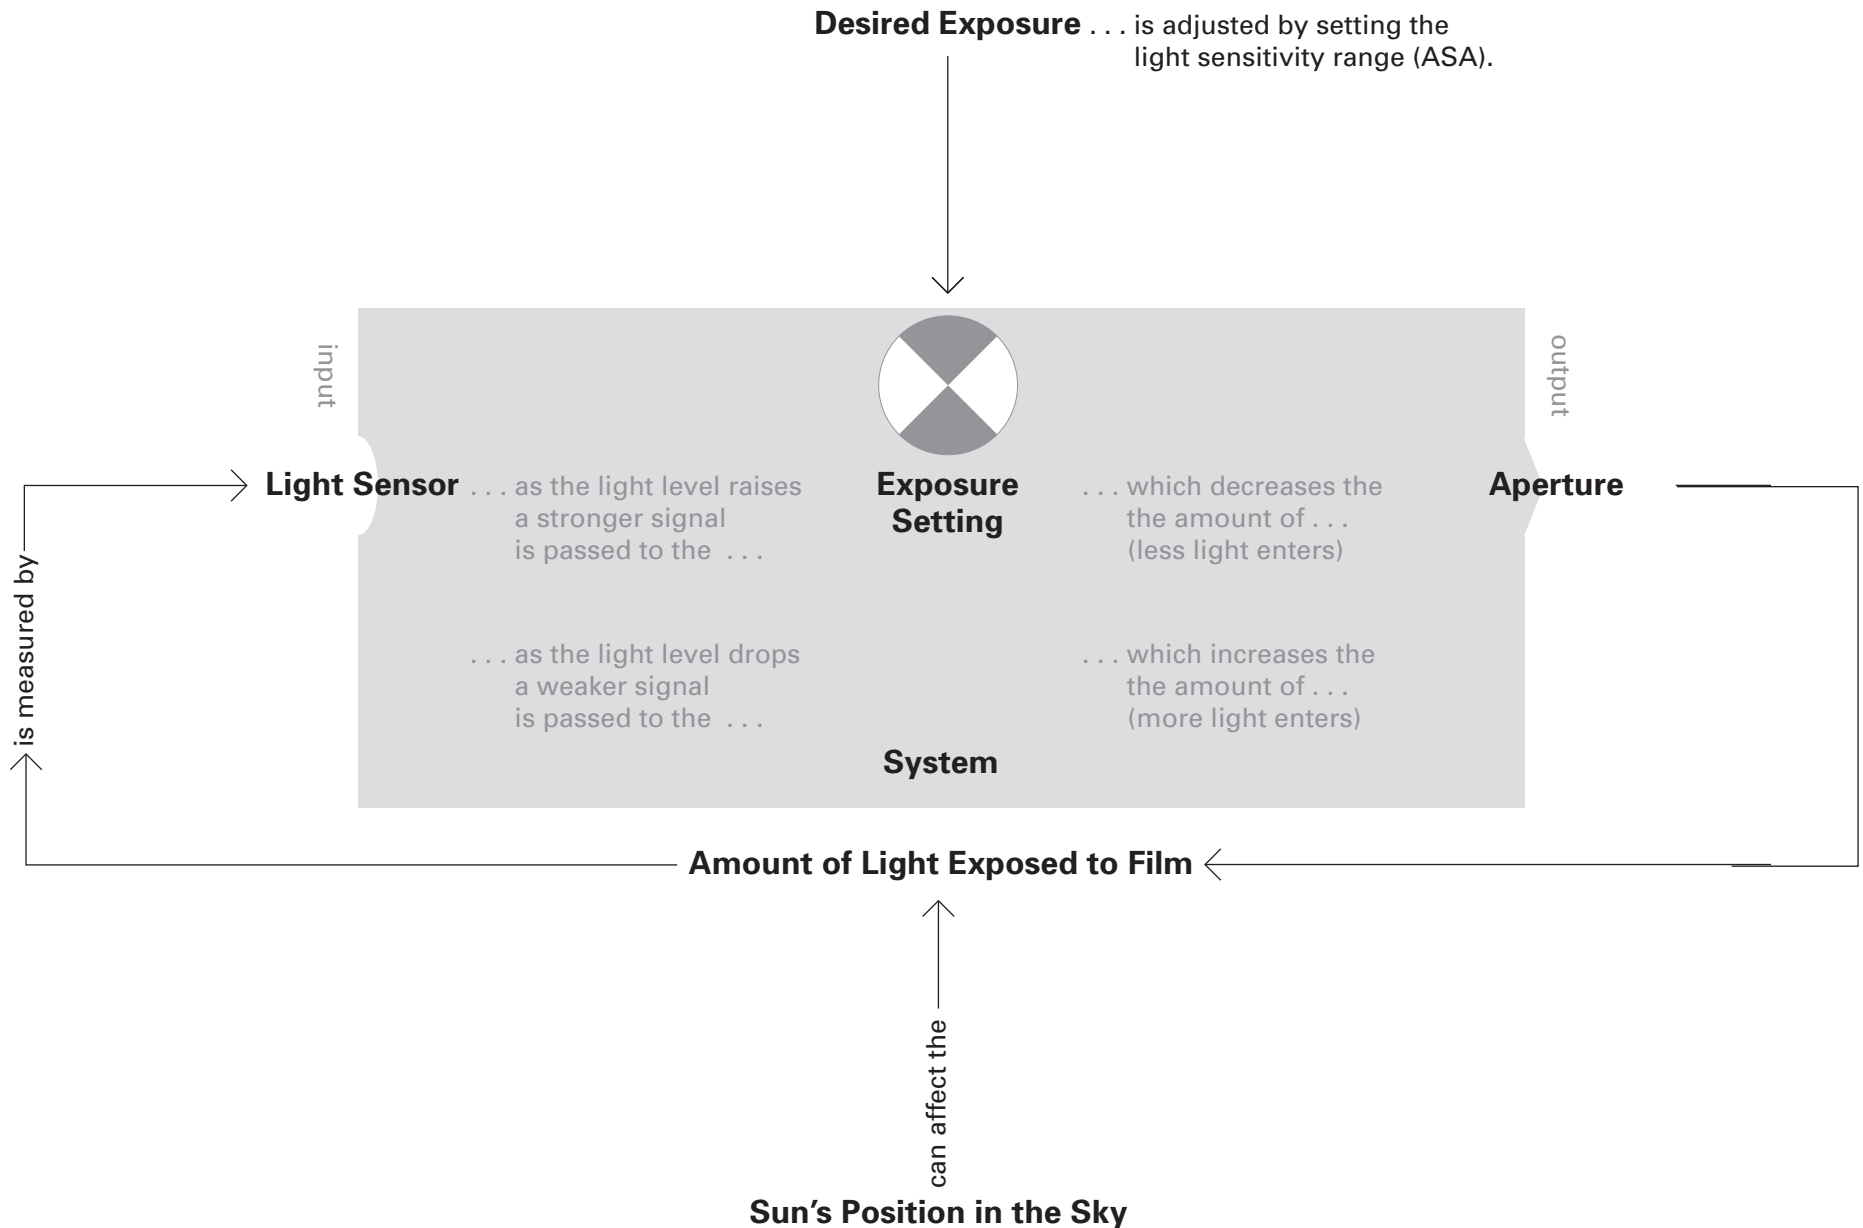 Desired Exposure . . . is adjusted by setting the
light sensitivity range (ASA).
input
output
Light Sensor . . . as the light level raises
a stronger signal
is passed to the . . .
Exposure
Setting
. . . which decreases the
the amount of . . .
(less light enters)
Aperture
is measured by
. . . as the light level drops
a weaker signal
is passed to the . . .
. . . which increases the
the amount of . . .
(more light enters)
System
Amount of Light Exposed to Film
can affect the
Sun's Position in the Sky